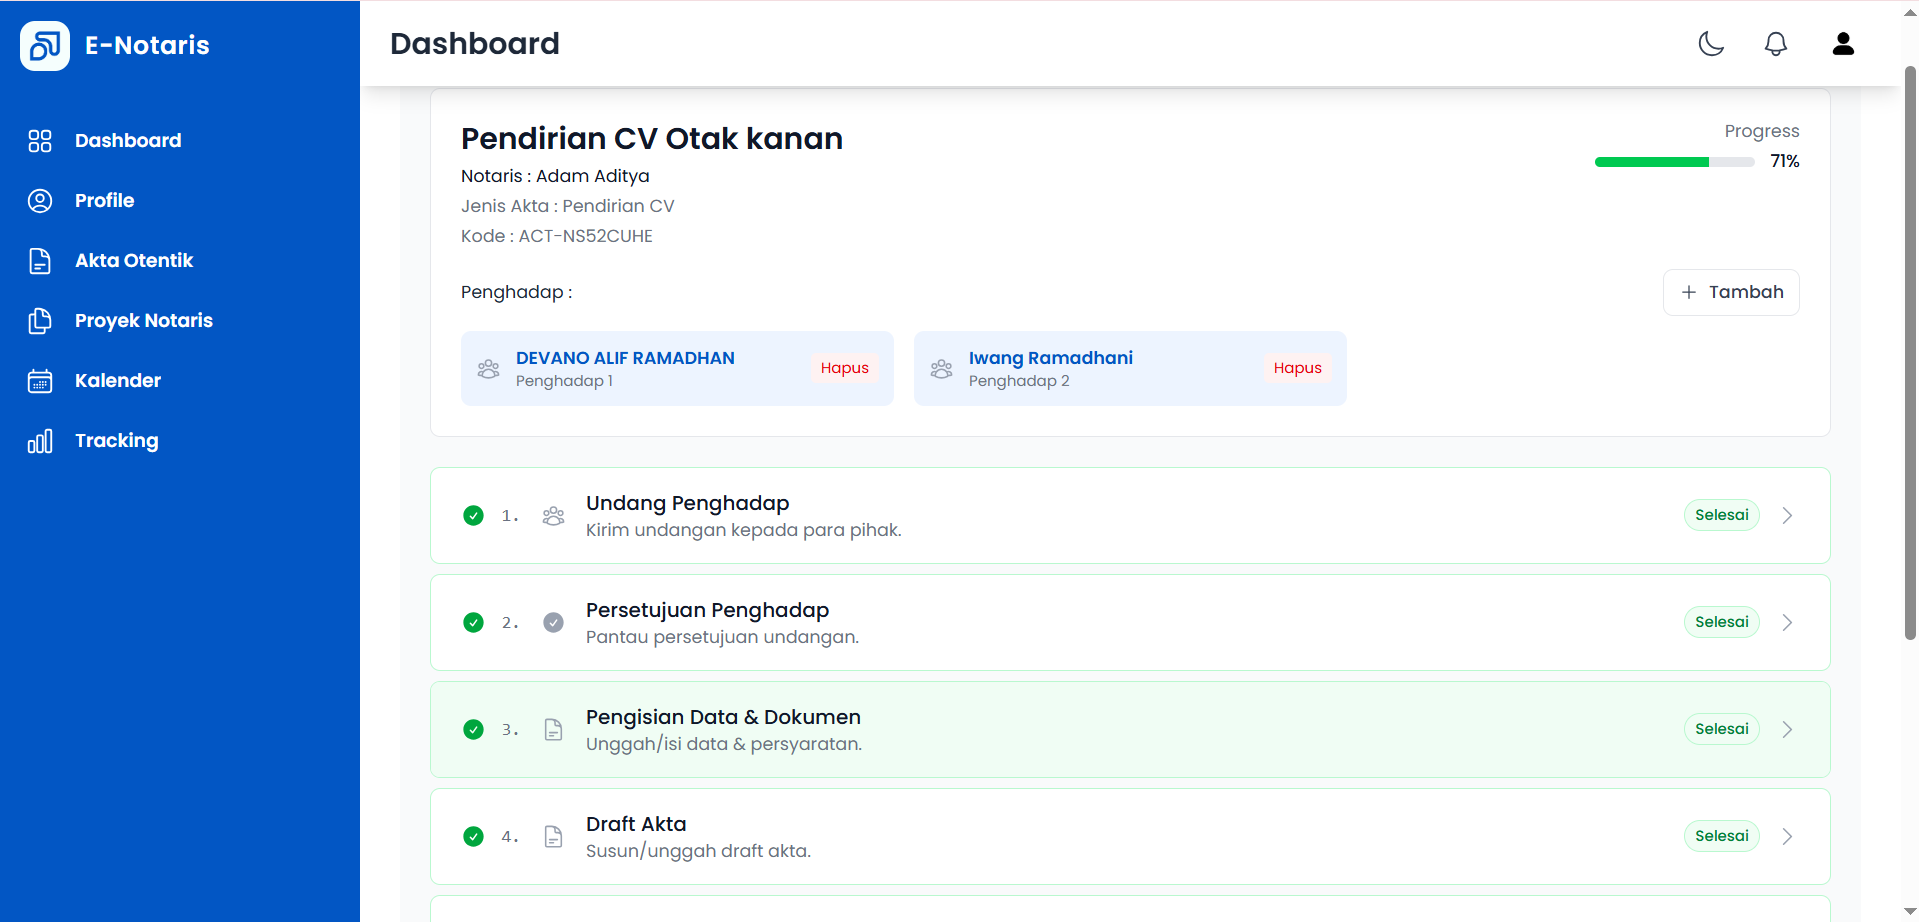 E-Notaris
Dashboard
Dashboard
Profile
Akta Otentik
Proyek Notaris
Kalender
Tracking
Pendirian CV Otak kanan
Notaris : Adam Aditya
Jenis Akta : Pendirian CV
Kode : ACT-NS52CUHE
Progress
71%
Penghadap :
+ Tambah
DEVANO ALIF RAMADHAN
Penghadap 1
Hapus
Iwang Ramadhani
Penghadap 2
Hapus
1.
Undang Penghadap
Kirim undangan kepada para pihak.
Selesai
2.
Persetujuan Penghadap
Pantau persetujuan undangan.
Selesai
3.
Pengisian Data & Dokumen
Unggah/isi data & persyaratan.
Selesai
4.
Draft Akta
Susun/unggah draft akta.
Selesai